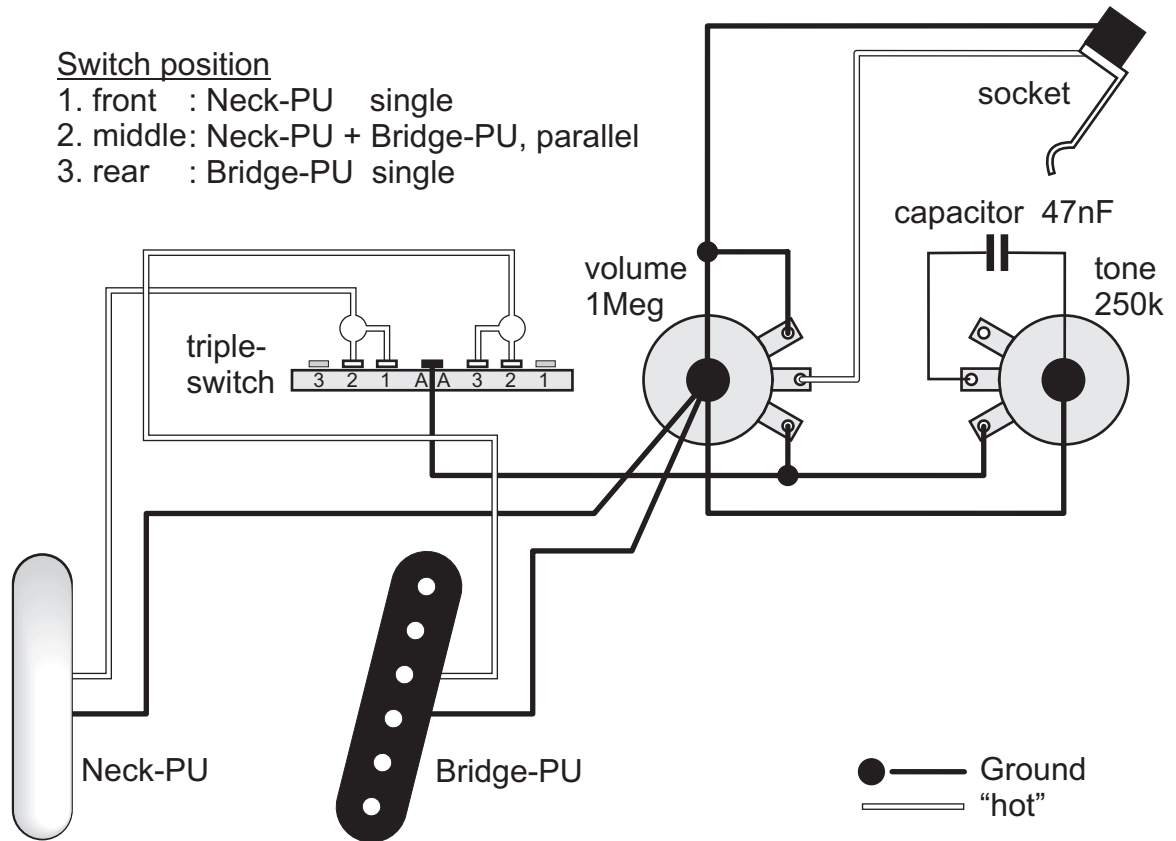 Switch position
1. front : Neck-PU single
2. middle: Neck-PU + Bridge-PU, parallel
3. rear : Bridge-PU single
socket
capacitor 47nF
volume
1Meg
tone
250k
triple-
switch
3 2 1 A A 3 2 1
Neck-PU
Bridge-PU
Ground
“hot”